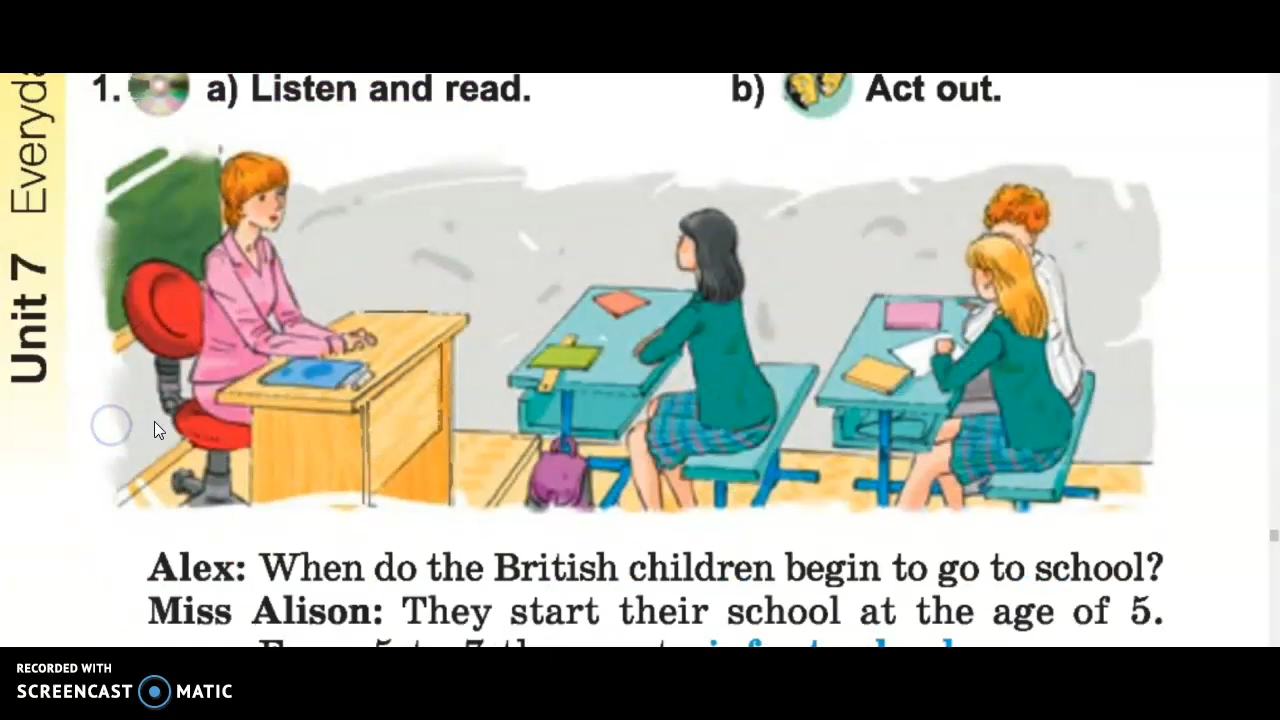 1. a) Listen and read. b) Act out.
Unit 7 Everyda
Alex: When do the British children begin to go to school?
Miss Alison: They start their school at the age of 5.
RECORDED WITH
SCREENCAST MATIC